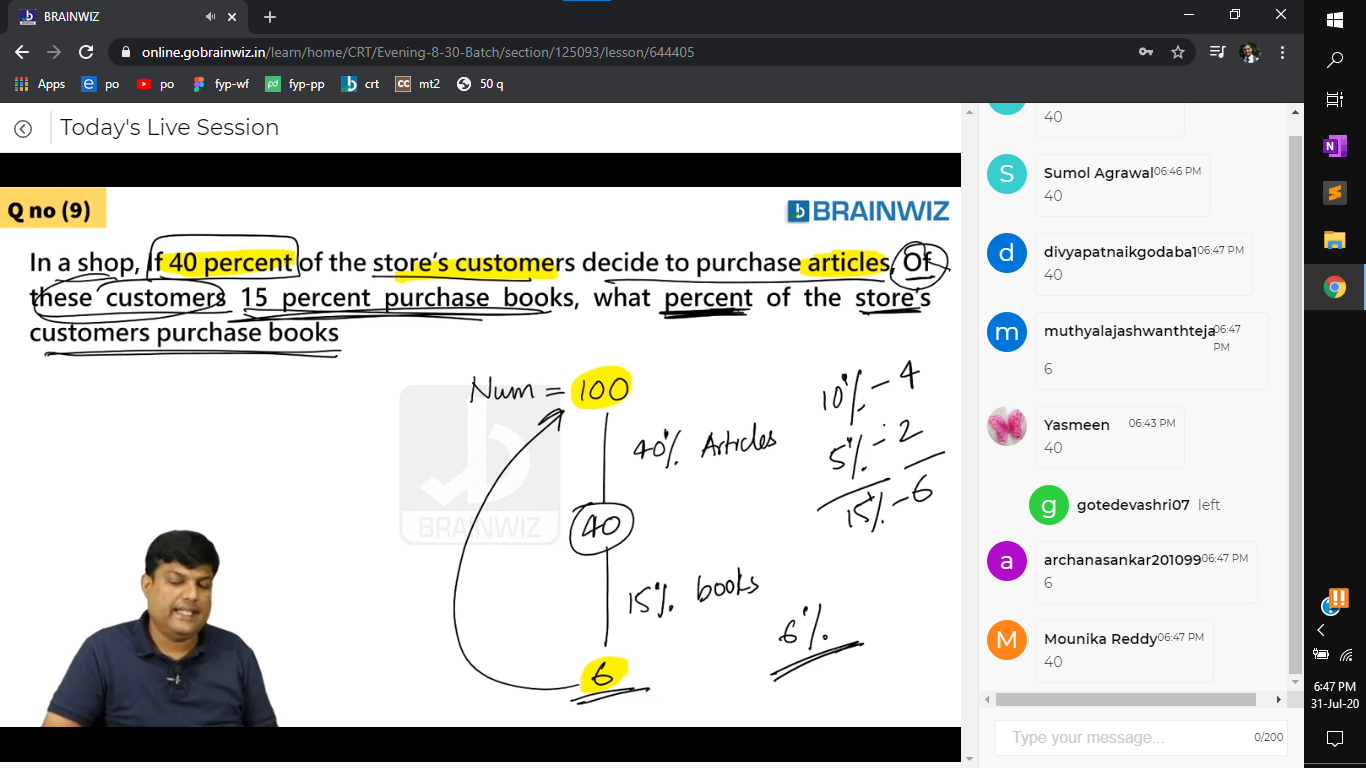 BRAINWIZ
online.gobrainwiz.in/learn/home/CRT/Evening-8-30-Batch/section/125093/lesson/644405
Apps po po fyp-wf fyp-pp crt mt2 50 q
Today's Live Session
Q no (9)
BRAINWIZ
In a shop, If 40 percent of the store's customers decide to purchase articles, Of
these customers 15 percent purchase books, what percent of the store's
customers purchase books
Num = 100
40% Articles
40
15% books
6
10% - 4
5% - 2
15% - 6
6%
BRAINWIZ
40
Sumol Agrawal 06:46 PM
40
divyapatnaikgodaba1 06:47 PM
40
muthyalajashwanthteja 06:47
PM
6
Yasmeen 06:43 PM
40
gotedevashri07 left
archanasankar201099 06:47 PM
6
Mounika Reddy 06:47 PM
40
Type your message... 0/200
S
d
m
g
a
M
6:47 PM
31-Jul-20